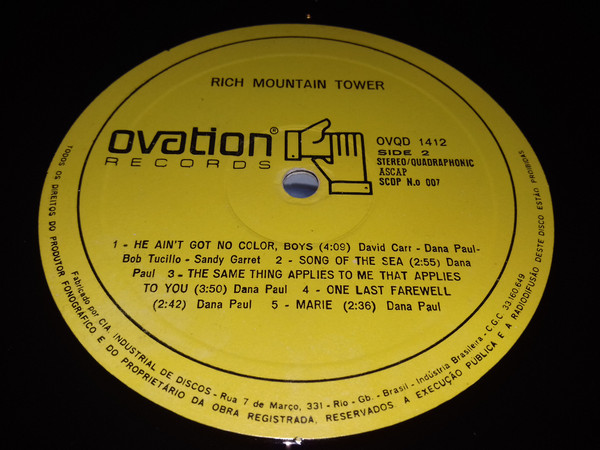 RICH MOUNTAIN TOWER
ovation®
RECORDS
OVQD 1412
SIDE 2
STEREO/QUADRAPHONIC
ASCAP
SCDP N.o 007
1 - HE AIN'T GOT NO COLOR, BOYS (4:09) David Carr - Dana Paul-
Bob Tucillo - Sandy Garret 2 - SONG OF THE SEA (2:55) Dana
Paul 3 - THE SAME THING APPLIES TO ME THAT APPLIES
TO YOU (3:50) Dana Paul 4 - ONE LAST FAREWELL
(2:42) Dana Paul 5 - MARIE (2:36) Dana Paul
Fabricado por CIA. INDUSTRIAL DE DISCOS - Rua 7 de Março, 331 - Rio - Gb. - Brasil - Indústria Brasileira - C.G.C. 33.160.649
TODOS OS DIREITOS DO PRODUTOR FONOGRÁFICO E DO PROPRIETÁRIO DA OBRA REGISTRADA, RESERVADOS. A EXECUÇÃO PÚBLICA E A RADIODIFUSÃO DESTE DISCO ESTÃO PROIBIDAS